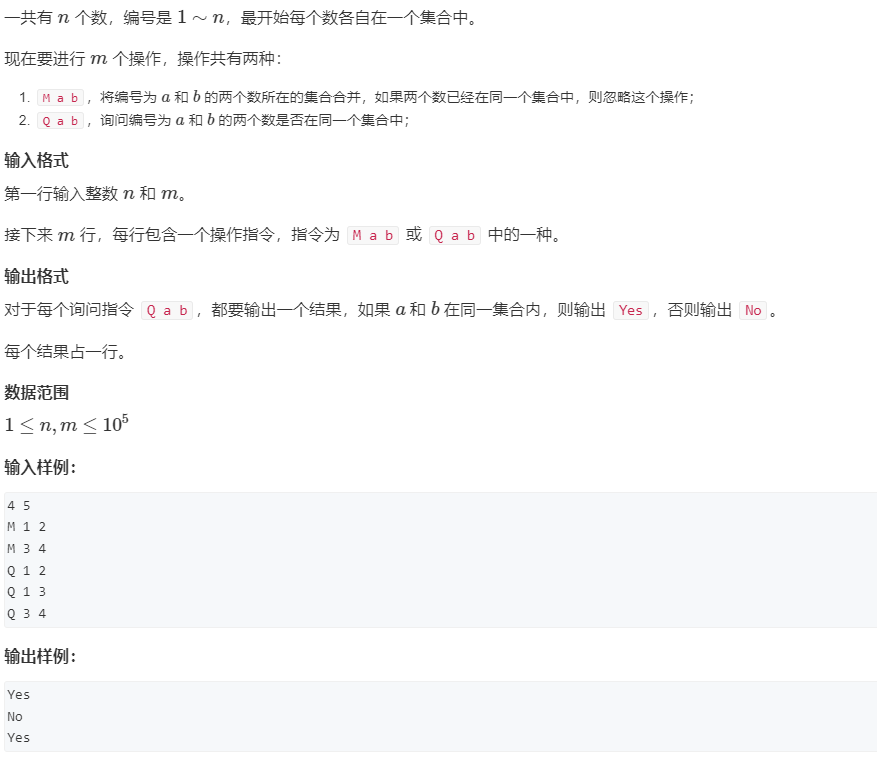 一共有 n 个数，编号是 1 ∼ n，最开始每个数各自在一个集合中。
现在要进行 m 个操作，操作共有两种：
1. M a b，将编号为 a 和 b 的两个数所在的集合合并，如果两个数已经在同一个集合中，则忽略这个操作；
2. Q a b，询问编号为 a 和 b 的两个数是否在同一个集合中；
输入格式
第一行输入整数 n 和 m。
接下来 m 行，每行包含一个操作指令，指令为 M a b 或 Q a b 中的一种。
输出格式
对于每个询问指令 Q a b，都要输出一个结果，如果 a 和 b 在同一集合内，则输出 Yes，否则输出 No。
每个结果占一行。
数据范围
1 ≤ n, m ≤ 10⁵
输入样例：
4 5
M 1 2
M 3 4
Q 1 2
Q 1 3
Q 3 4
输出样例：
Yes
No
Yes